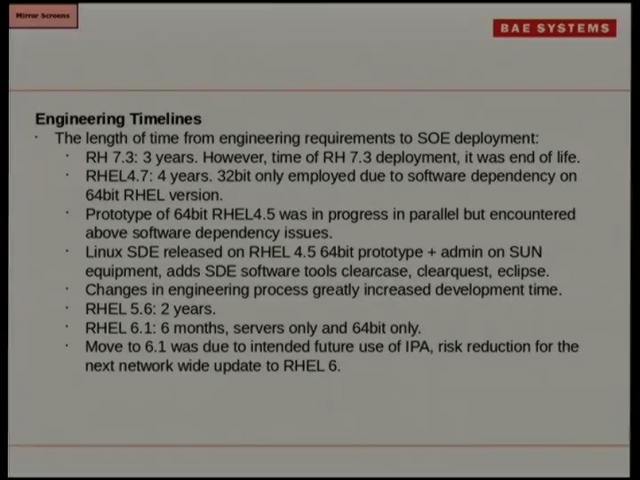 Mirror Screens
BAE SYSTEMS
Engineering Timelines
· The length of time from engineering requirements to SOE deployment:
· RH 7.3: 3 years. However, time of RH 7.3 deployment, it was end of life.
· RHEL4.7: 4 years. 32bit only employed due to software dependency on
64bit RHEL version.
· Prototype of 64bit RHEL4.5 was in progress in parallel but encountered
above software dependency issues.
· Linux SDE released on RHEL 4.5 64bit prototype + admin on SUN
equipment, adds SDE software tools clearcase, clearquest, eclipse.
· Changes in engineering process greatly increased development time.
· RHEL 5.6: 2 years.
· RHEL 6.1: 6 months, servers only and 64bit only.
· Move to 6.1 was due to intended future use of IPA, risk reduction for the
next network wide update to RHEL 6.